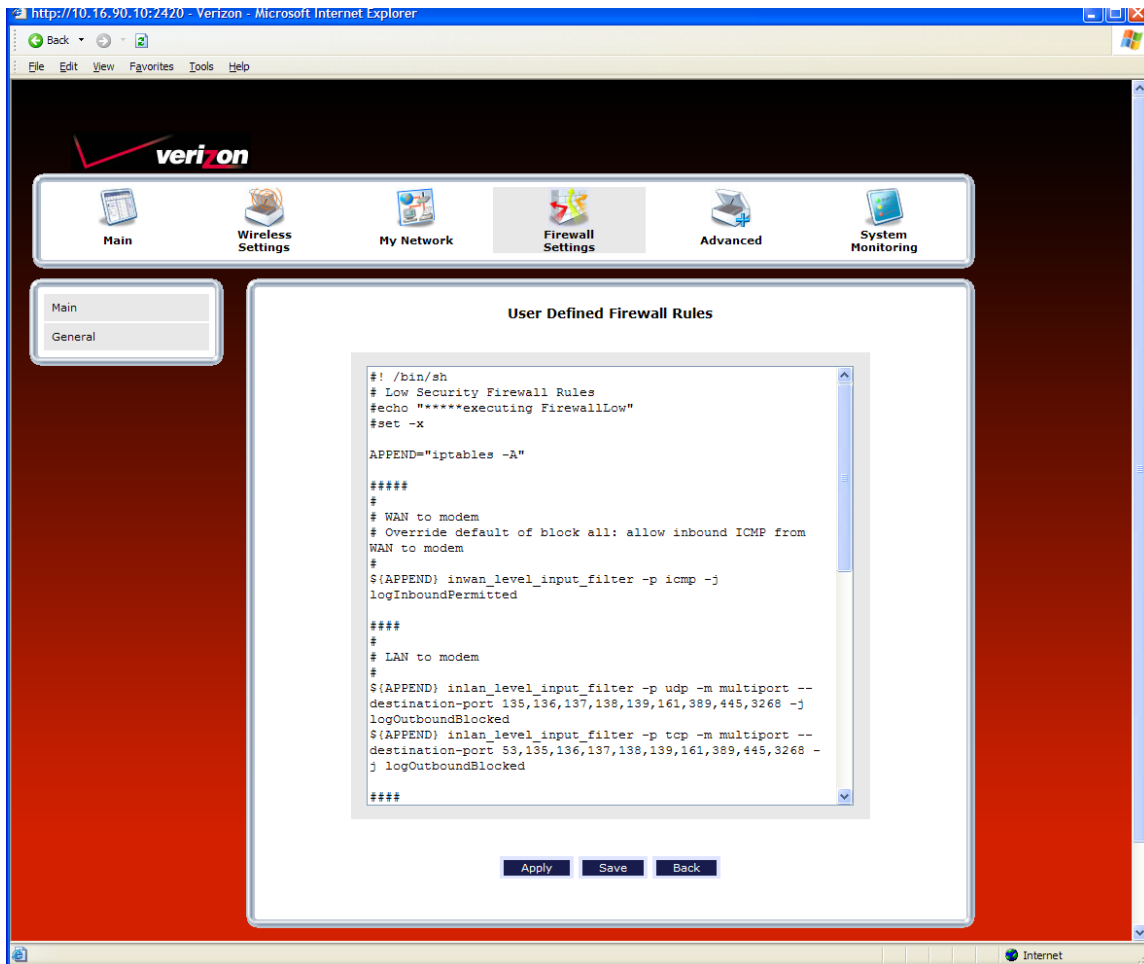 http://10.16.90.10:2420 - Verizon - Microsoft Internet Explorer
Back
File Edit View Favorites Tools Help
verizon
Main
Wireless
Settings
My Network
Firewall
Settings
Advanced
System
Monitoring
Main
General
User Defined Firewall Rules
#! /bin/sh
# Low Security Firewall Rules
#echo "*****executing FirewallLow"
#set -x
APPEND="iptables -A"
#####
#
# WAN to modem
# Override default of block all: allow inbound ICMP from
WAN to modem
#
${APPEND} inwan_level_input_filter -p icmp -j
logInboundPermitted
####
#
# LAN to modem
#
${APPEND} inlan_level_input_filter -p udp -m multiport --
destination-port 135,136,137,138,139,161,389,445,3268 -j
logOutboundBlocked
${APPEND} inlan_level_input_filter -p tcp -m multiport --
destination-port 53,135,136,137,138,139,161,389,445,3268 -
j logOutboundBlocked
####
Apply Save Back
Internet